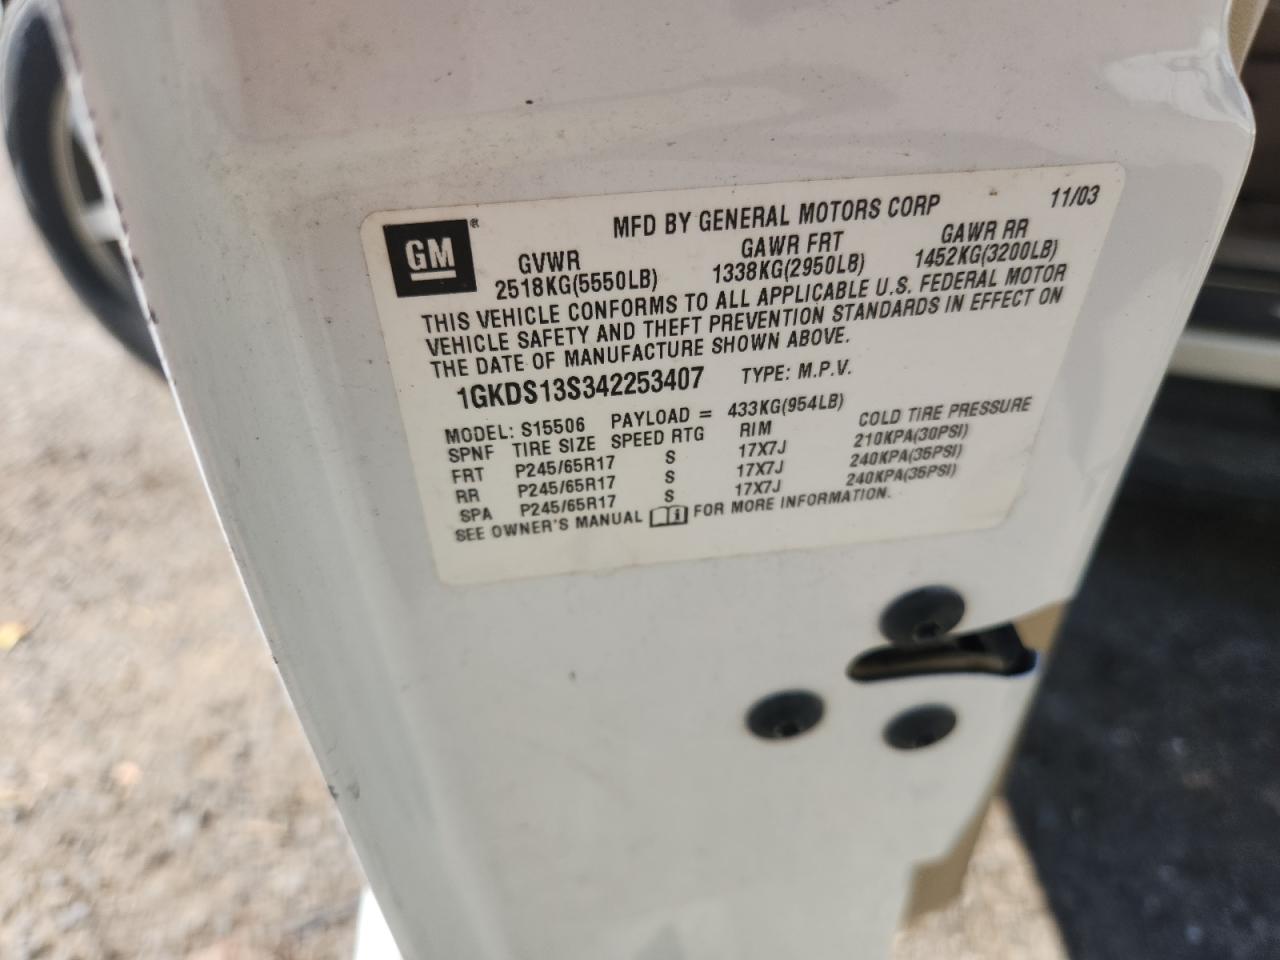 GM ®
MFD BY GENERAL MOTORS CORP 11/03
GVWR GAWR FRT GAWR RR
2518KG(5550LB) 1338KG(2950LB) 1452KG(3200LB)
THIS VEHICLE CONFORMS TO ALL APPLICABLE U.S. FEDERAL MOTOR
VEHICLE SAFETY AND THEFT PREVENTION STANDARDS IN EFFECT ON
THE DATE OF MANUFACTURE SHOWN ABOVE.
1GKDS13S342253407 TYPE: M.P.V.
MODEL: S15506 PAYLOAD = 433KG(954LB)
SPNF TIRE SIZE SPEED RTG RIM COLD TIRE PRESSURE
FRT P245/65R17 S 17X7J 210KPA(30PSI)
RR P245/65R17 S 17X7J 240KPA(35PSI)
SPA P245/65R17 S 17X7J 240KPA(35PSI)
SEE OWNER'S MANUAL FOR MORE INFORMATION.